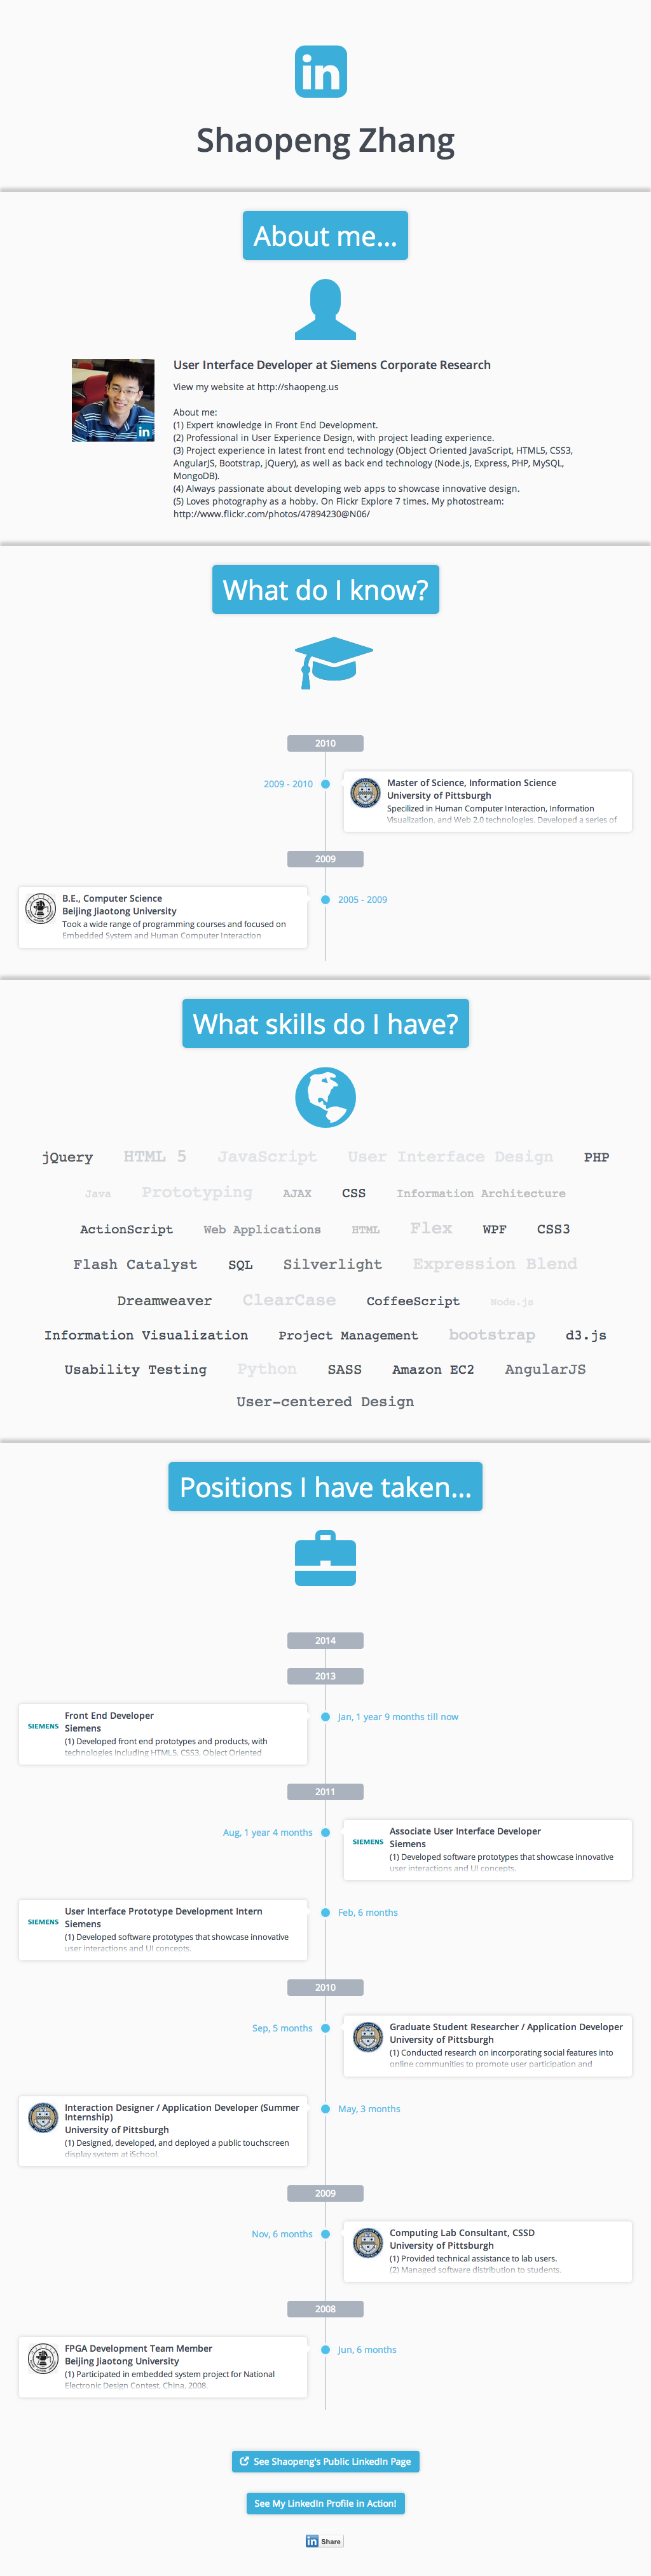 in
Shaopeng Zhang
About me...
in
User Interface Developer at Siemens Corporate Research
View my website at http://shaopeng.us
About me:
(1) Expert knowledge in Front End Development.
(2) Professional in User Experience Design, with project leading experience.
(3) Project experience in latest front end technology (Object Oriented JavaScript, HTML5, CSS3,
AngularJS, Bootstrap, jQuery), as well as back end technology (Node.js, Express, PHP, MySQL,
MongoDB).
(4) Always passionate about developing web apps to showcase innovative design.
(5) Loves photography as a hobby. On Flickr Explore 7 times. My photostream:
http://www.flickr.com/photos/47894230@N06/
What do I know?
2010
2009 - 2010
Master of Science, Information Science
University of Pittsburgh
Specilized in Human Computer Interaction, Information
Visualization, and Web 2.0 technologies. Developed a series of
2009
B.E., Computer Science
Beijing Jiaotong University
Took a wide range of programming courses and focused on
Embedded System and Human Computer Interaction
2005 - 2009
What skills do I have?
jQuery HTML 5 JavaScript User Interface Design PHP
Java Prototyping AJAX CSS Information Architecture
ActionScript Web Applications HTML Flex WPF CSS3
Flash Catalyst SQL Silverlight Expression Blend
Dreamweaver ClearCase CoffeeScript Node.js
Information Visualization Project Management bootstrap d3.js
Usability Testing Python SASS Amazon EC2 AngularJS
User-centered Design
Positions I have taken...
2014
2013
SIEMENS
Front End Developer
Siemens
(1) Developed front end prototypes and products, with
technologies including HTML5, CSS3, Object Oriented
Jan, 1 year 9 months till now
2011
Aug, 1 year 4 months
SIEMENS
Associate User Interface Developer
Siemens
(1) Developed software prototypes that showcase innovative
user interactions and UI concepts.
SIEMENS
User Interface Prototype Development Intern
Siemens
(1) Developed software prototypes that showcase innovative
user interactions and UI concepts.
Feb, 6 months
2010
Sep, 5 months
Graduate Student Researcher / Application Developer
University of Pittsburgh
(1) Conducted research on incorporating social features into
online communities to promote user participation and
Interaction Designer / Application Developer (Summer
Internship)
University of Pittsburgh
(1) Designed, developed, and deployed a public touchscreen
display system at iSchool.
May, 3 months
2009
Nov, 6 months
Computing Lab Consultant, CSSD
University of Pittsburgh
(1) Provided technical assistance to lab users.
(2) Managed software distribution to students.
2008
FPGA Development Team Member
Beijing Jiaotong University
(1) Participated in embedded system project for National
Electronic Design Contest, China, 2008.
Jun, 6 months
See Shaopeng's Public LinkedIn Page
See My LinkedIn Profile in Action!
in Share